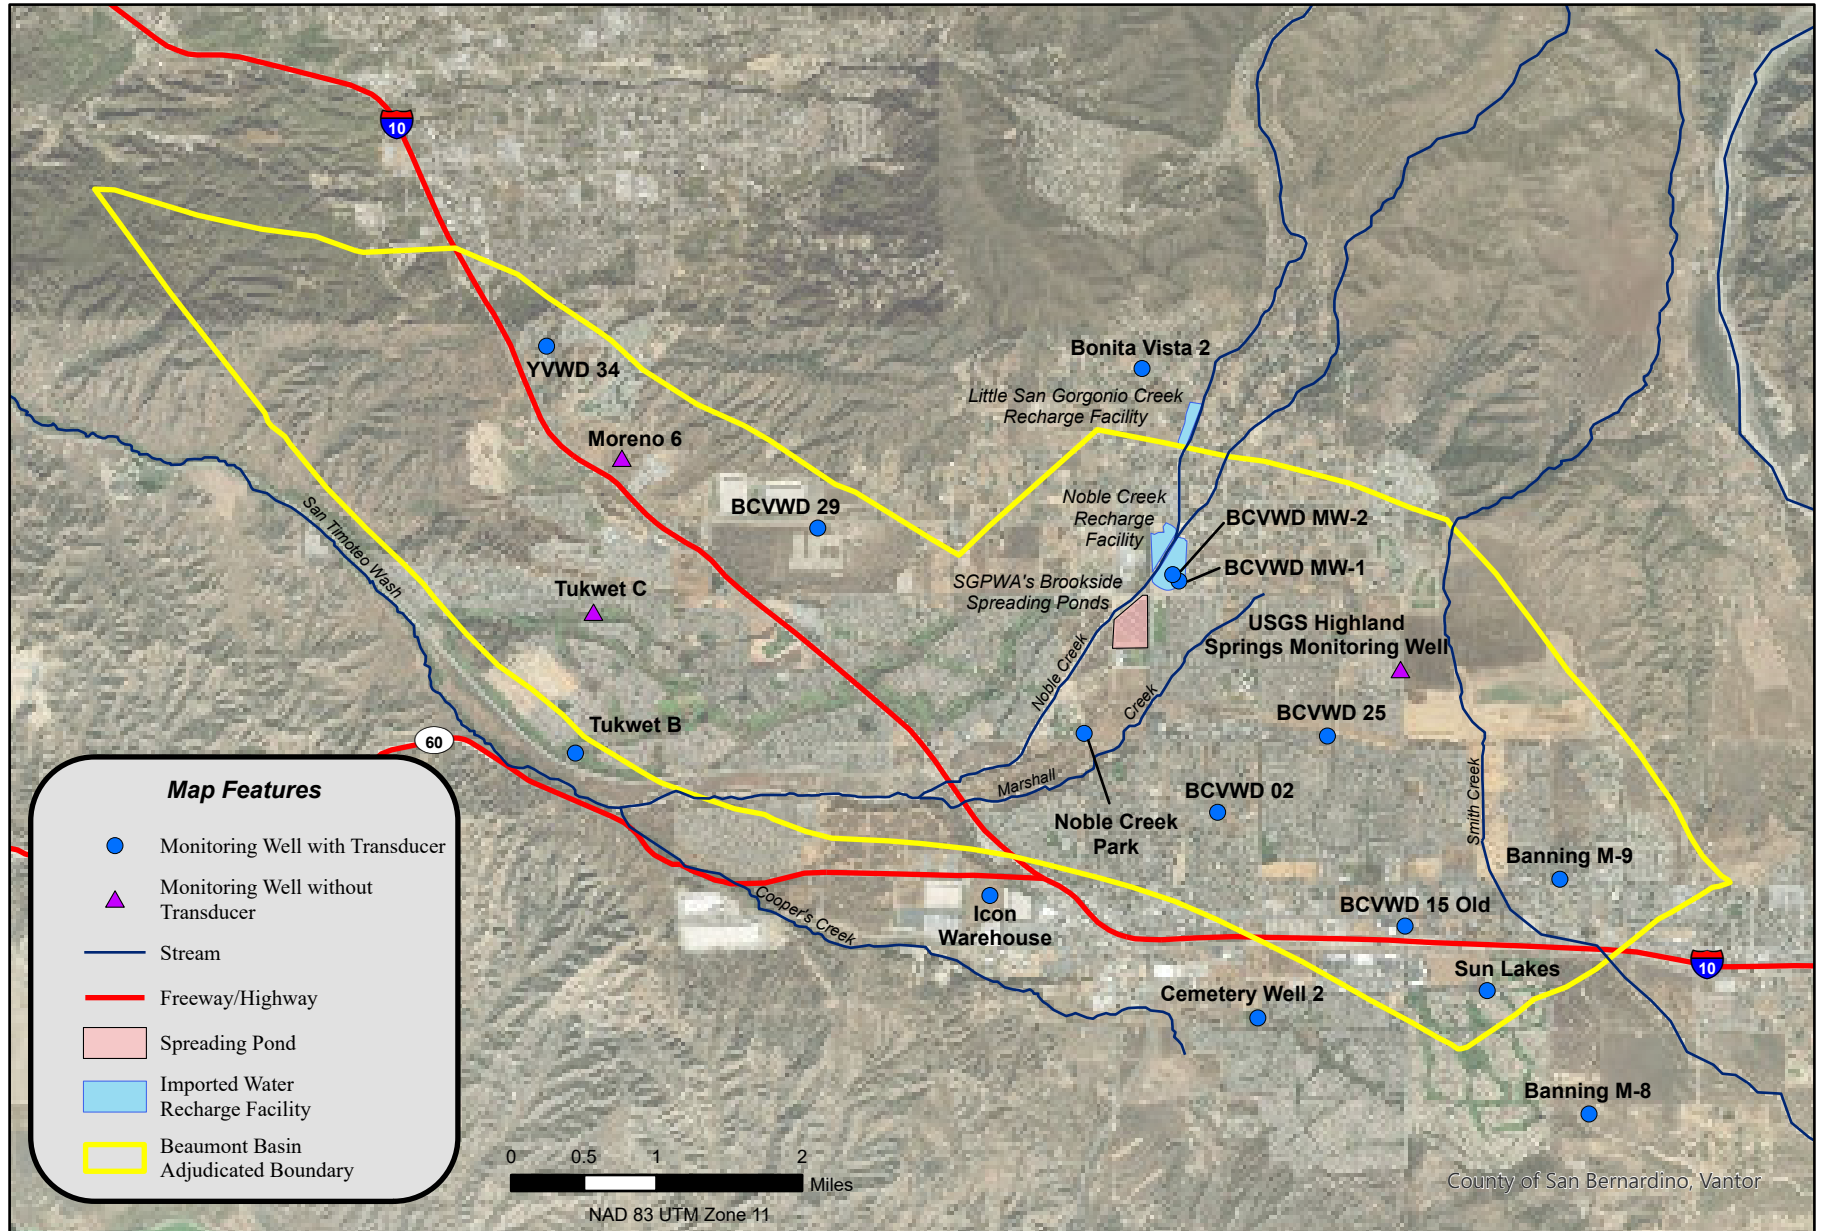 10
YVWD 34
Bonita Vista 2
Little San Gorgonio Creek
Recharge Facility
Moreno 6
BCVWD 29
Noble Creek
Recharge
Facility
BCVWD MW-2
BCVWD MW-1
San Timoteo Wash
Tukwet C
SGPWA's Brookside
Spreading Ponds
USGS Highland
Springs Monitoring Well
Noble Creek
Creek
Marshall
Tukwet B
BCVWD 25
60
BCVWD 02
Noble Creek
Park
Smith Creek
Banning M-9
Cooper's Creek
Icon
Warehouse
BCVWD 15 Old
Sun Lakes
10
Cemetery Well 2
Banning M-8
Map Features
Monitoring Well with Transducer
Monitoring Well without
Transducer
Stream
Freeway/Highway
Spreading Pond
Imported Water
Recharge Facility
Beaumont Basin
Adjudicated Boundary
0 0.5 1 2
Miles
NAD 83 UTM Zone 11
County of San Bernardino, Vantor